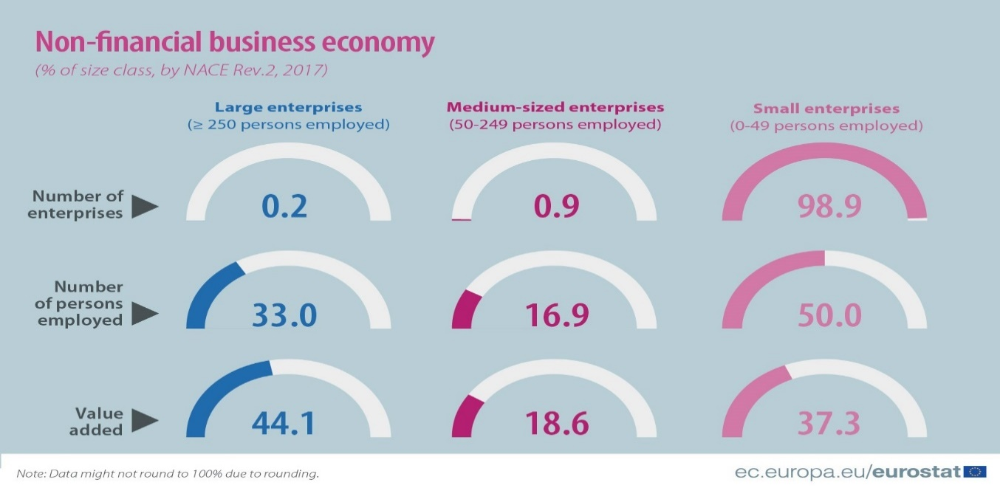 Non-financial business economy
(% of size class, by NACE Rev.2, 2017)
Large enterprises
(≥ 250 persons employed)
Medium-sized enterprises
(50-249 persons employed)
Small enterprises
(0-49 persons employed)
Number of
enterprises
0.2
0.9
98.9
Number
of persons
employed
33.0
16.9
50.0
Value
added
44.1
18.6
37.3
Note: Data might not round to 100% due to rounding.
ec.europa.eu/eurostat